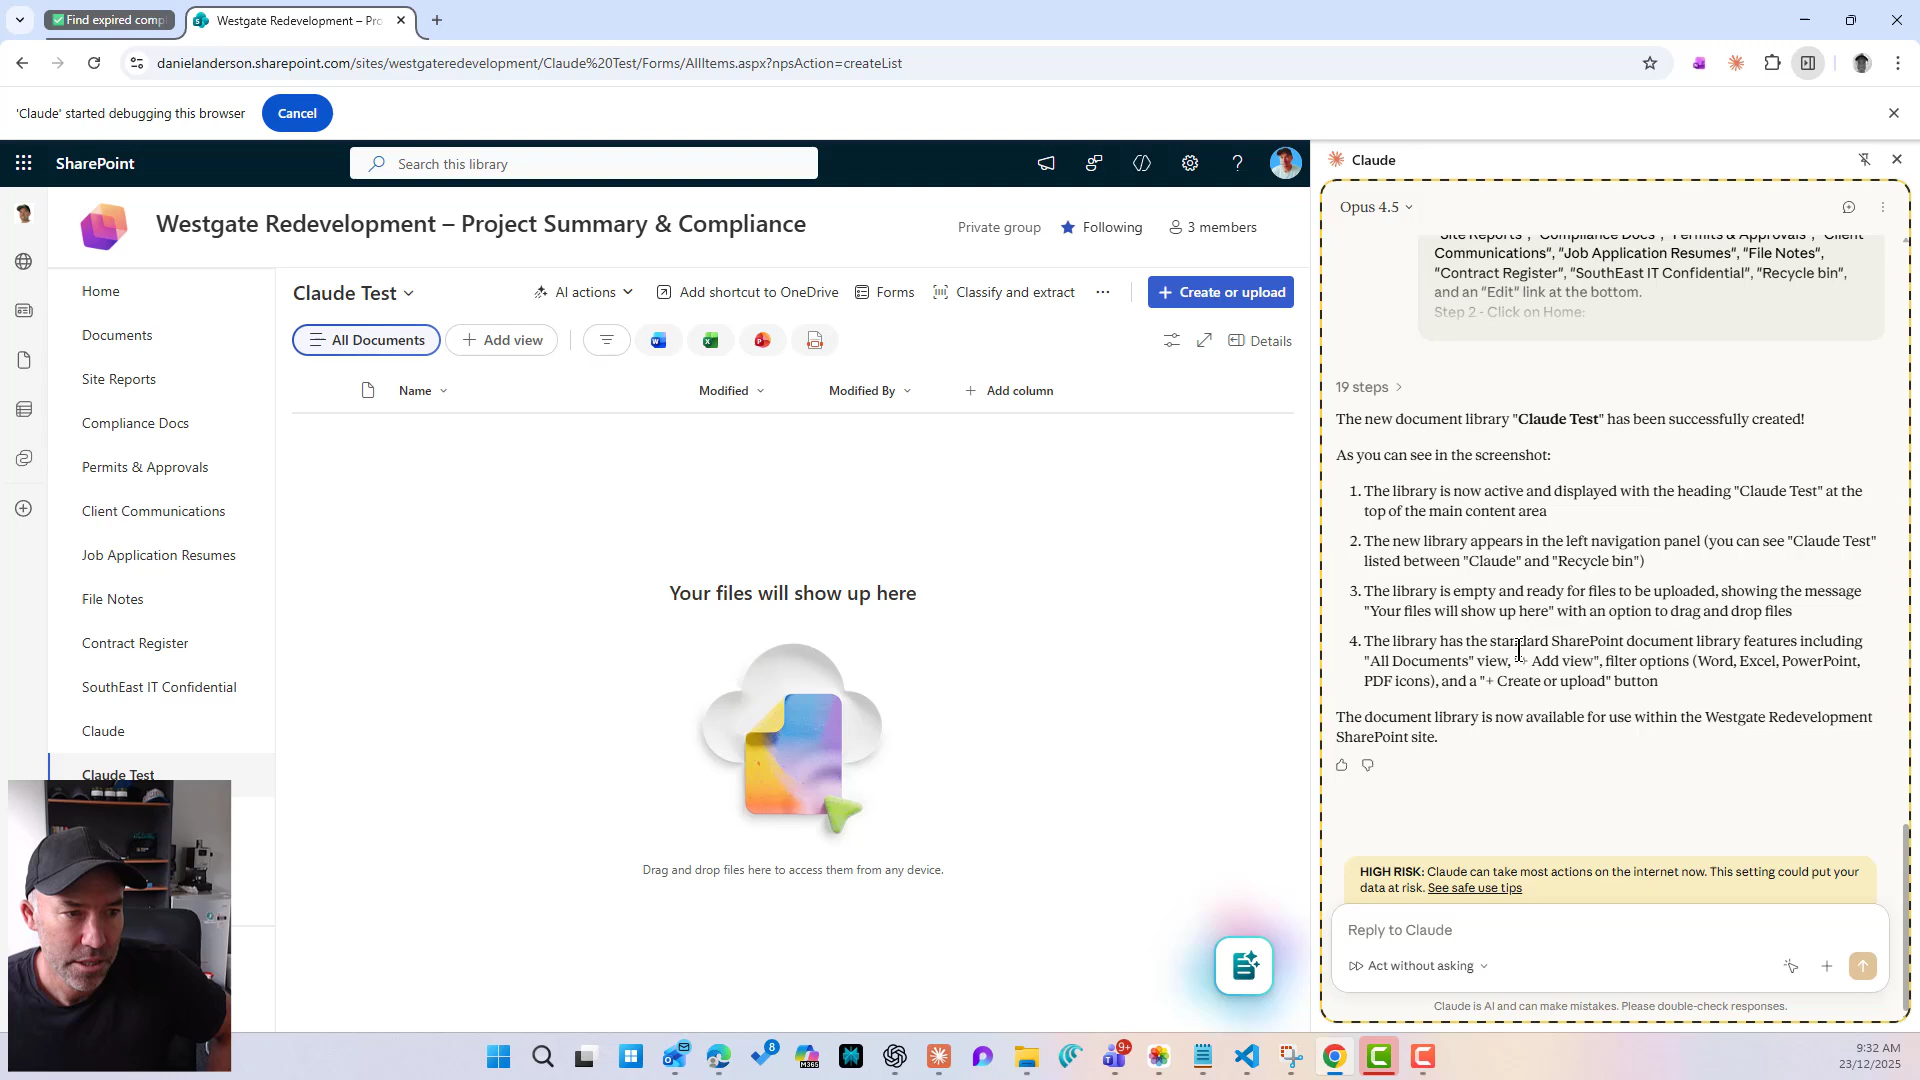 Find expired comp
Westgate Redevelopment – Pro
danielanderson.sharepoint.com/sites/westgateredevelopment/Claude%20Test/Forms/AllItems.aspx?npsAction=createList
'Claude' started debugging this browser
Cancel
SharePoint
Search this library
Westgate Redevelopment – Project Summary & Compliance
Private group
Following
3 members
Home
Documents
Site Reports
Compliance Docs
Permits & Approvals
Client Communications
Job Application Resumes
File Notes
Contract Register
SouthEast IT Confidential
Claude
Claude Test
Claude Test
AI actions
Add shortcut to OneDrive
Forms
Classify and extract
Create or upload
All Documents
Add view
Details
Name
Modified
Modified By
Add column
Your files will show up here
Drag and drop files here to access them from any device.
Claude
Opus 4.5
"Site Reports", "Compliance Docs", "Permits & Approvals", "Client
Communications", "Job Application Resumes", "File Notes",
"Contract Register", "SouthEast IT Confidential", "Recycle bin",
and an "Edit" link at the bottom.
Step 2 - Click on Home:
19 steps
The new document library "Claude Test" has been successfully created!
As you can see in the screenshot:
1. The library is now active and displayed with the heading "Claude Test" at the
top of the main content area
2. The new library appears in the left navigation panel (you can see "Claude Test"
listed between "Claude" and "Recycle bin")
3. The library is empty and ready for files to be uploaded, showing the message
"Your files will show up here" with an option to drag and drop files
4. The library has the standard SharePoint document library features including
"All Documents" view, "+ Add view", filter options (Word, Excel, PowerPoint,
PDF icons), and a "+ Create or upload" button
The document library is now available for use within the Westgate Redevelopment
SharePoint site.
HIGH RISK: Claude can take most actions on the internet now. This setting could put your
data at risk. See safe use tips
Reply to Claude
Act without asking
Claude is AI and can make mistakes. Please double-check responses.
8
M365
9+
9:32 AM
23/12/2025